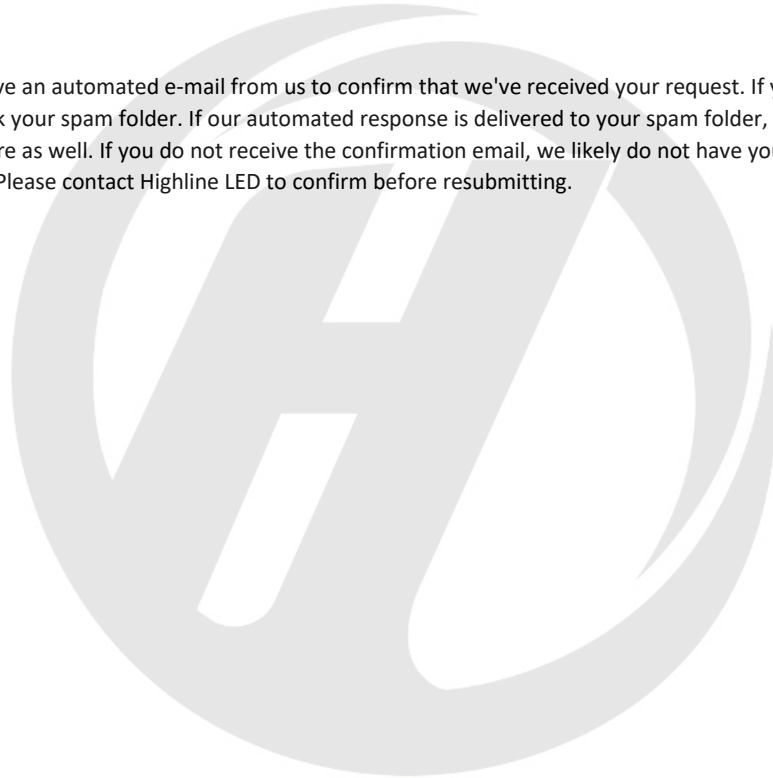 ve an automated e-mail from us to confirm that we've received your request. If y
k your spam folder. If our automated response is delivered to your spam folder,
re as well. If you do not receive the confirmation email, we likely do not have you
Please contact Highline LED to confirm before resubmitting.